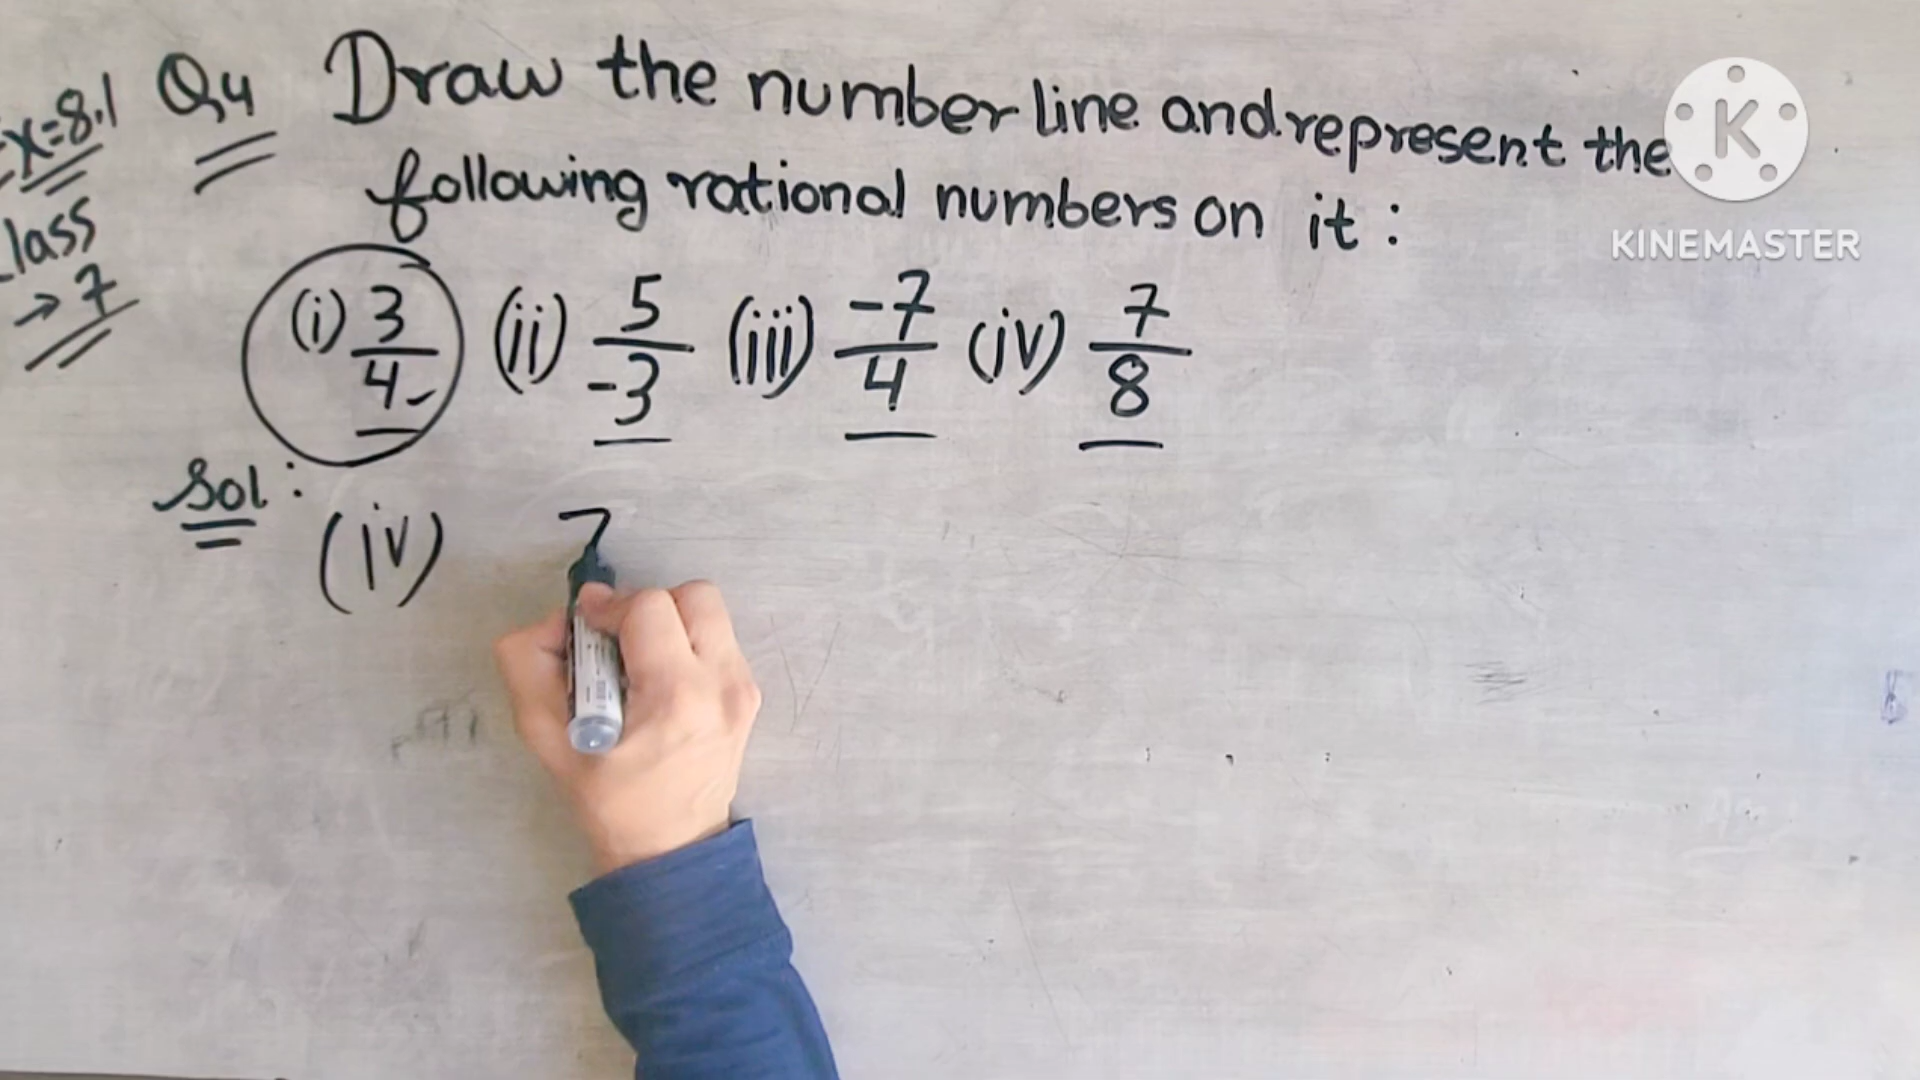 Ex=8.1
Class
→ 7
Q4 Draw the number line and represent the
following rational numbers on it :
(i) 3/4 (ii) 5/-3 (iii) -7/4 (iv) 7/8
Sol:
(iv) 7
KINEMASTER